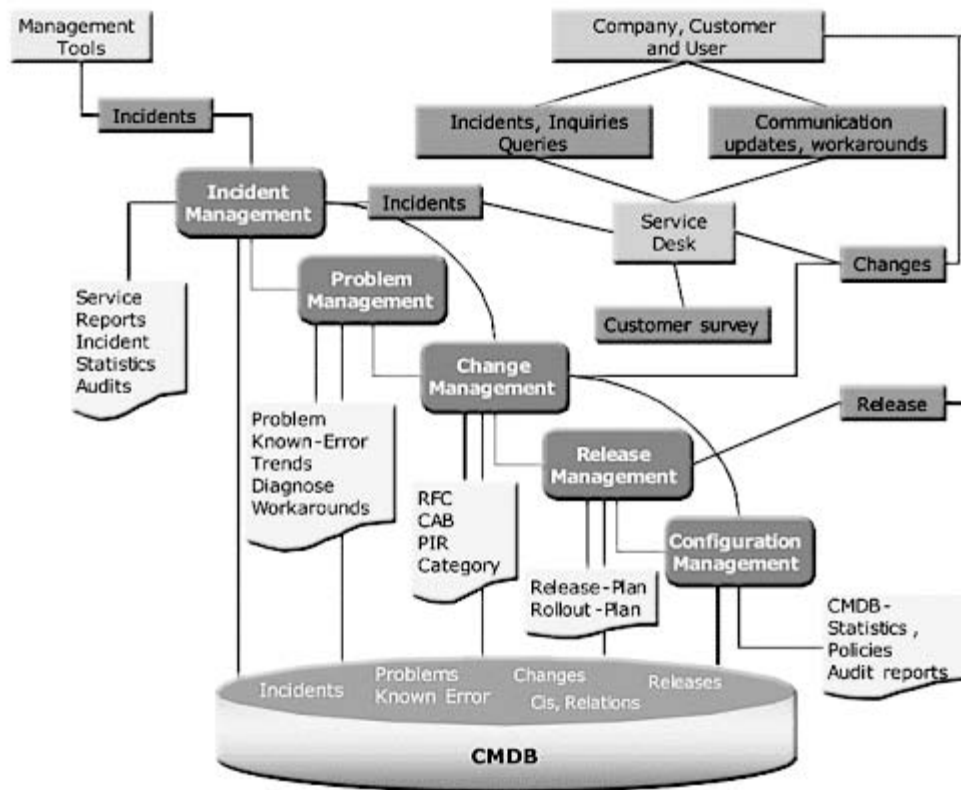 Management
Tools
Company, Customer
and User
Incidents
Incidents, Inquiries
Queries
Communication
updates, workarounds
Incident
Management
Incidents
Service
Desk
Changes
Problem
Management
Customer survey
Service
Reports
Incident
Statistics
Audits
Change
Management
Release
Problem
Known-Error
Trends
Diagnose
Workarounds
Release
Management
RFC
CAB
PIR
Category
Configuration
Management
Release-Plan
Rollout-Plan
CMDB-
Statistics,
Policies
Audit reports
Incidents
Problems
Known Error
Changes
Cis, Relations
Releases
CMDB